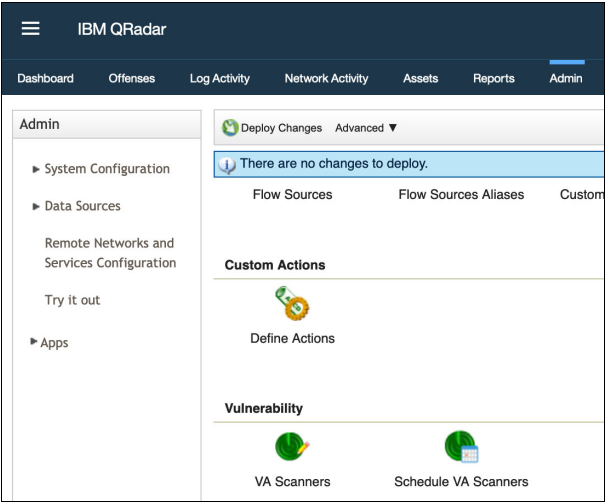 IBM QRadar
Dashboard Offenses Log Activity Network Activity Assets Reports Admin
Admin
System Configuration
Data Sources
Remote Networks and
Services Configuration
Try it out
Apps
Deploy Changes Advanced ▼
There are no changes to deploy.
Flow Sources Flow Sources Aliases Custom
Custom Actions
Define Actions
Vulnerability
VA Scanners Schedule VA Scanners